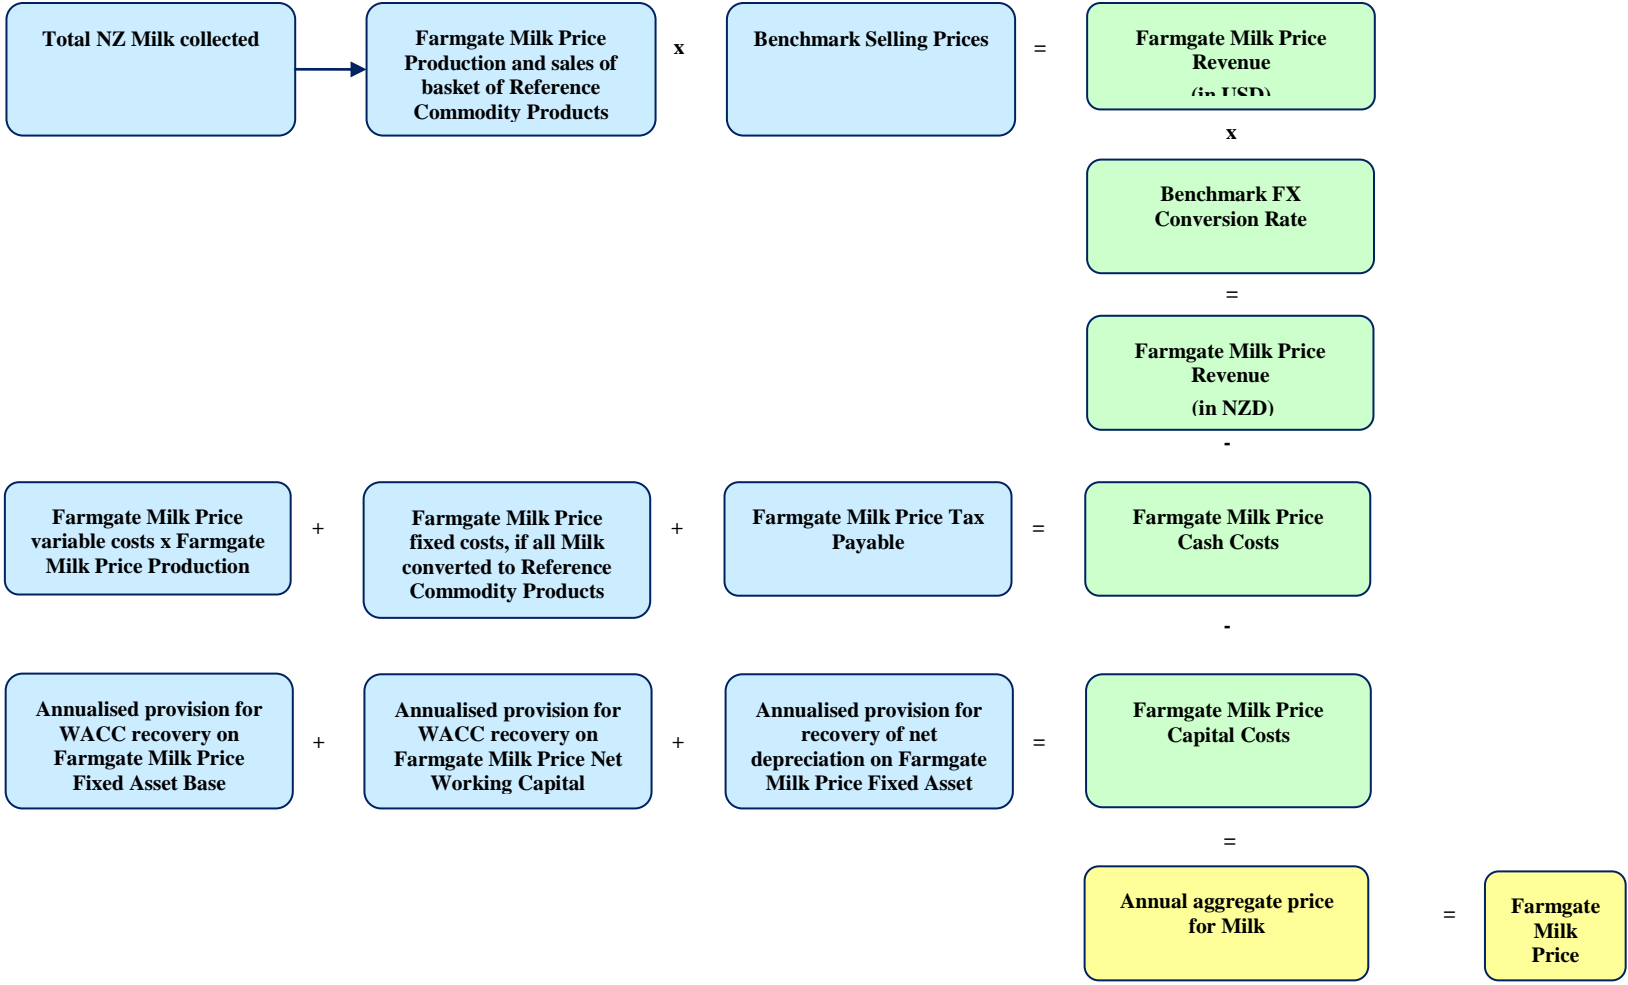 Total NZ Milk collected
Farmgate Milk Price
Production and sales of
basket of Reference
Commodity Products
x
Benchmark Selling Prices
=
Farmgate Milk Price
Revenue
(in USD)
x
Benchmark FX
Conversion Rate
=
Farmgate Milk Price
Revenue
(in NZD)
-
Farmgate Milk Price
variable costs x Farmgate
Milk Price Production
+
Farmgate Milk Price
fixed costs, if all Milk
converted to Reference
Commodity Products
+
Farmgate Milk Price Tax
Payable
=
Farmgate Milk Price
Cash Costs
-
Annualised provision for
WACC recovery on
Farmgate Milk Price
Fixed Asset Base
+
Annualised provision for
WACC recovery on
Farmgate Milk Price Net
Working Capital
+
Annualised provision for
recovery of net
depreciation on Farmgate
Milk Price Fixed Asset
=
Farmgate Milk Price
Capital Costs
=
Annual aggregate price
for Milk
=
Farmgate
Milk
Price